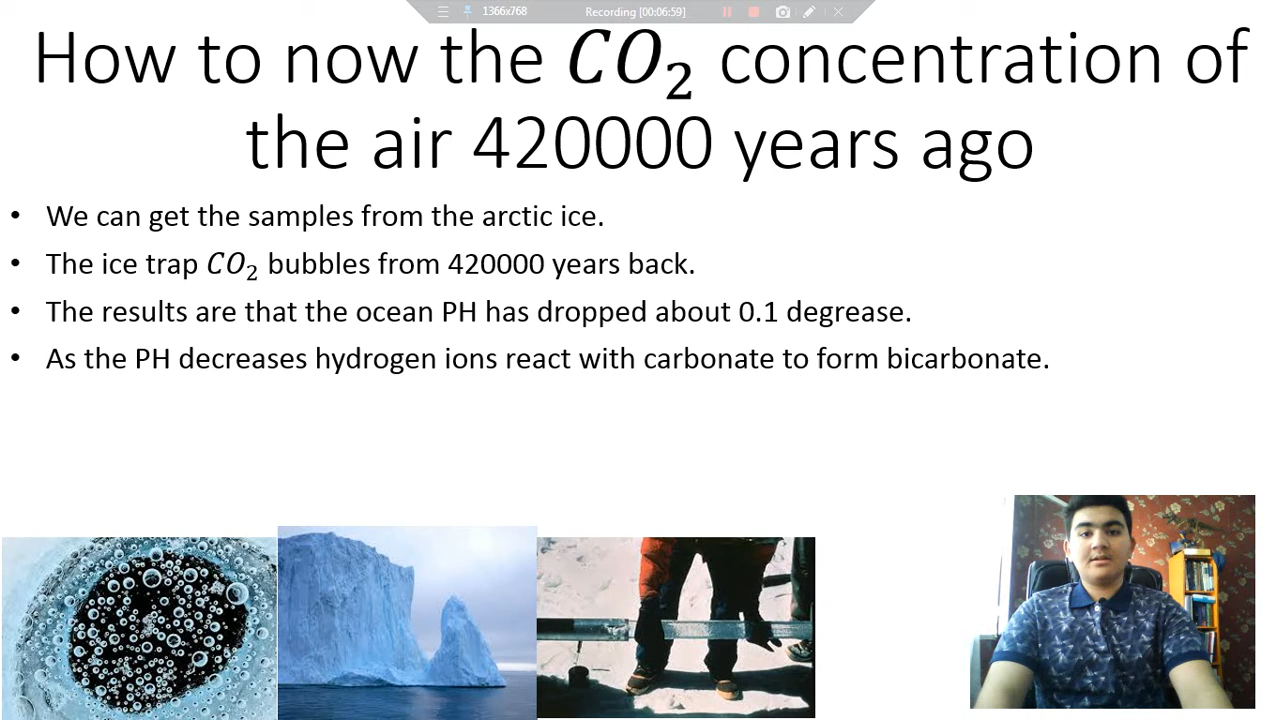 1366x768
Recording [00:06:59]
How to now the CO₂ concentration of
the air 420000 years ago
• We can get the samples from the arctic ice.
• The ice trap CO₂ bubbles from 420000 years back.
• The results are that the ocean PH has dropped about 0.1 degrease.
• As the PH decreases hydrogen ions react with carbonate to form bicarbonate.